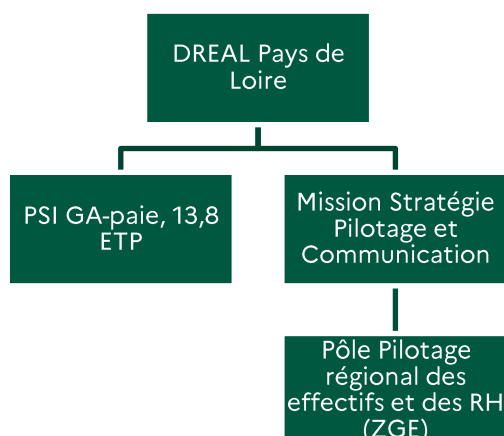 DREAL Pays de
Loire
PSI GA-paie, 13,8
ETP
Mission Stratégie
Pilotage et
Communication
Pôle Pilotage
régional des
effectifs et des RH
(ZGE)